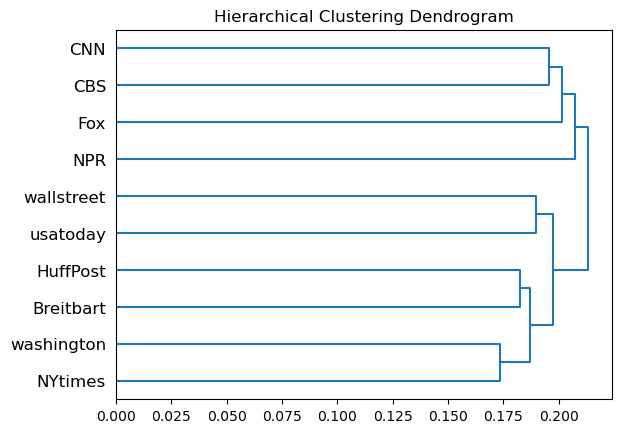 Hierarchical Clustering Dendrogram
CNN
CBS
Fox
NPR
wallstreet
usatoday
HuffPost
Breitbart
washington
NYtimes
0.000 0.025 0.050 0.075 0.100 0.125 0.150 0.175 0.200